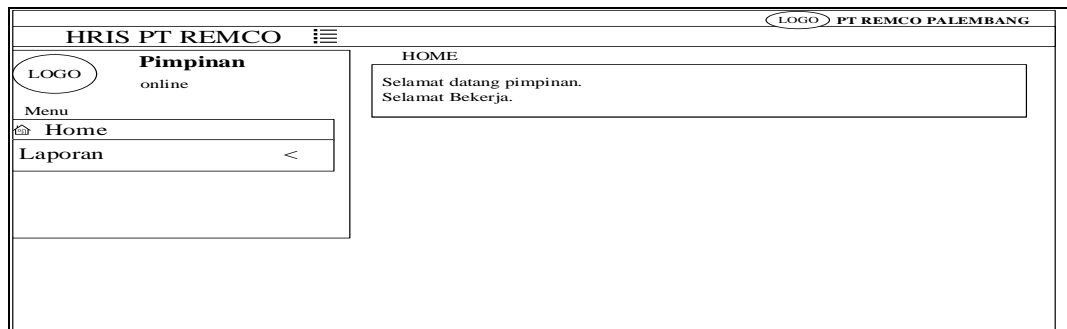 LOGO PT REMCO PALEMBANG
HRIS PT REMCO
LOGO
Pimpinan
online
Menu
Home
Laporan <
HOME
Selamat datang pimpinan.
Selamat Bekerja.